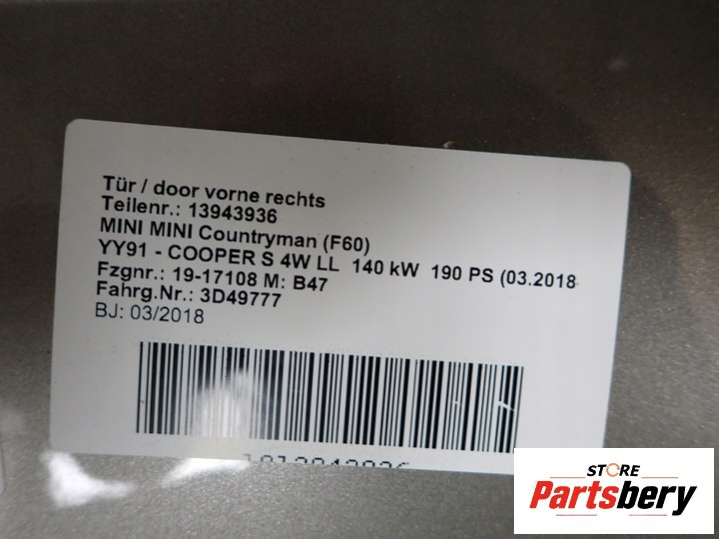 Tür / door vorne rechts
Teilenr.: 13943936
MINI MINI Countryman (F60)
YY91 - COOPER S 4W LL 140 kW 190 PS (03.2018
Fzgnr.: 19-17108 M: B47
Fahrg.Nr.: 3D49777
BJ: 03/2018
STORE
Partsbery